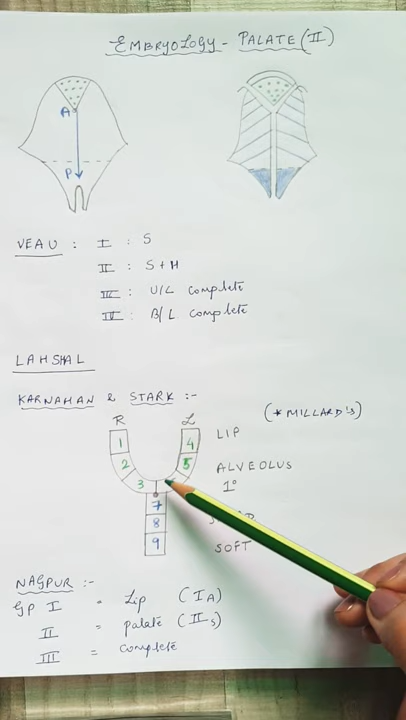 EMBRYOLOGY - PALATE (II)
A
P
VEAU : I : S
II : S + H
III : U/L complete
IV : B/L complete
LAHSHAL
KARNAHAN & STARK :-
(*MILLARD'S)
R L
1 4 LIP
2 5 ALVEOLUS
3 1°
7
8
9 SOFT
NAGPUR :-
GP I = Lip (IA)
II = palate (IIS)
III = complete